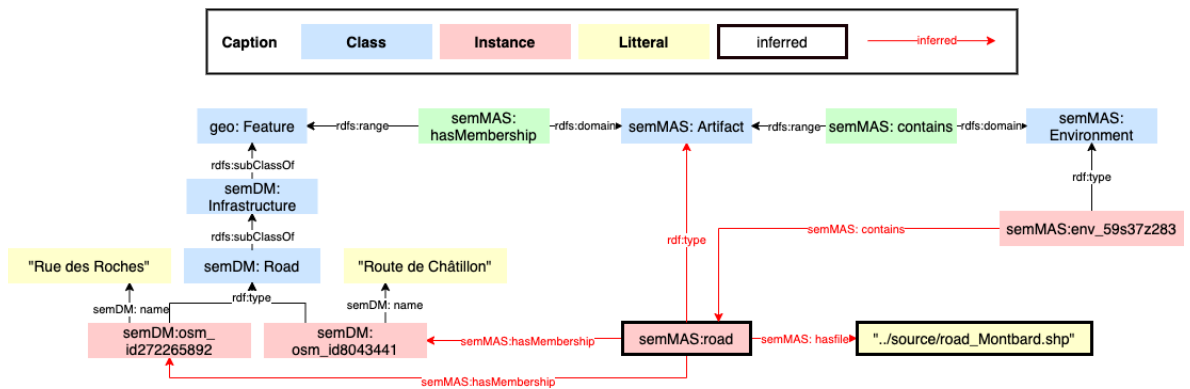 Caption
Class
Instance
Litteral
inferred
inferred
geo: Feature
rdfs:range
semMAS:
hasMembership
rdfs:domain
semMAS: Artifact
rdfs:range
semMAS: contains
rdfs:domain
semMAS:
Environment
rdfs:subClassOf
rdf:type
semDM:
Infrastructure
semMAS:env_59s37z283
semMAS: contains
rdfs:subClassOf
rdf:type
"Rue des Roches"
semDM: Road
"Route de Châtillon"
semDM: name
rdf:type
semDM: name
semDM:osm_
id272265892
semDM:
osm_id8043441
semMAS:hasMembership
semMAS:road
semMAS: hasfile
"../source/road_Montbard.shp"
semMAS:hasMembership